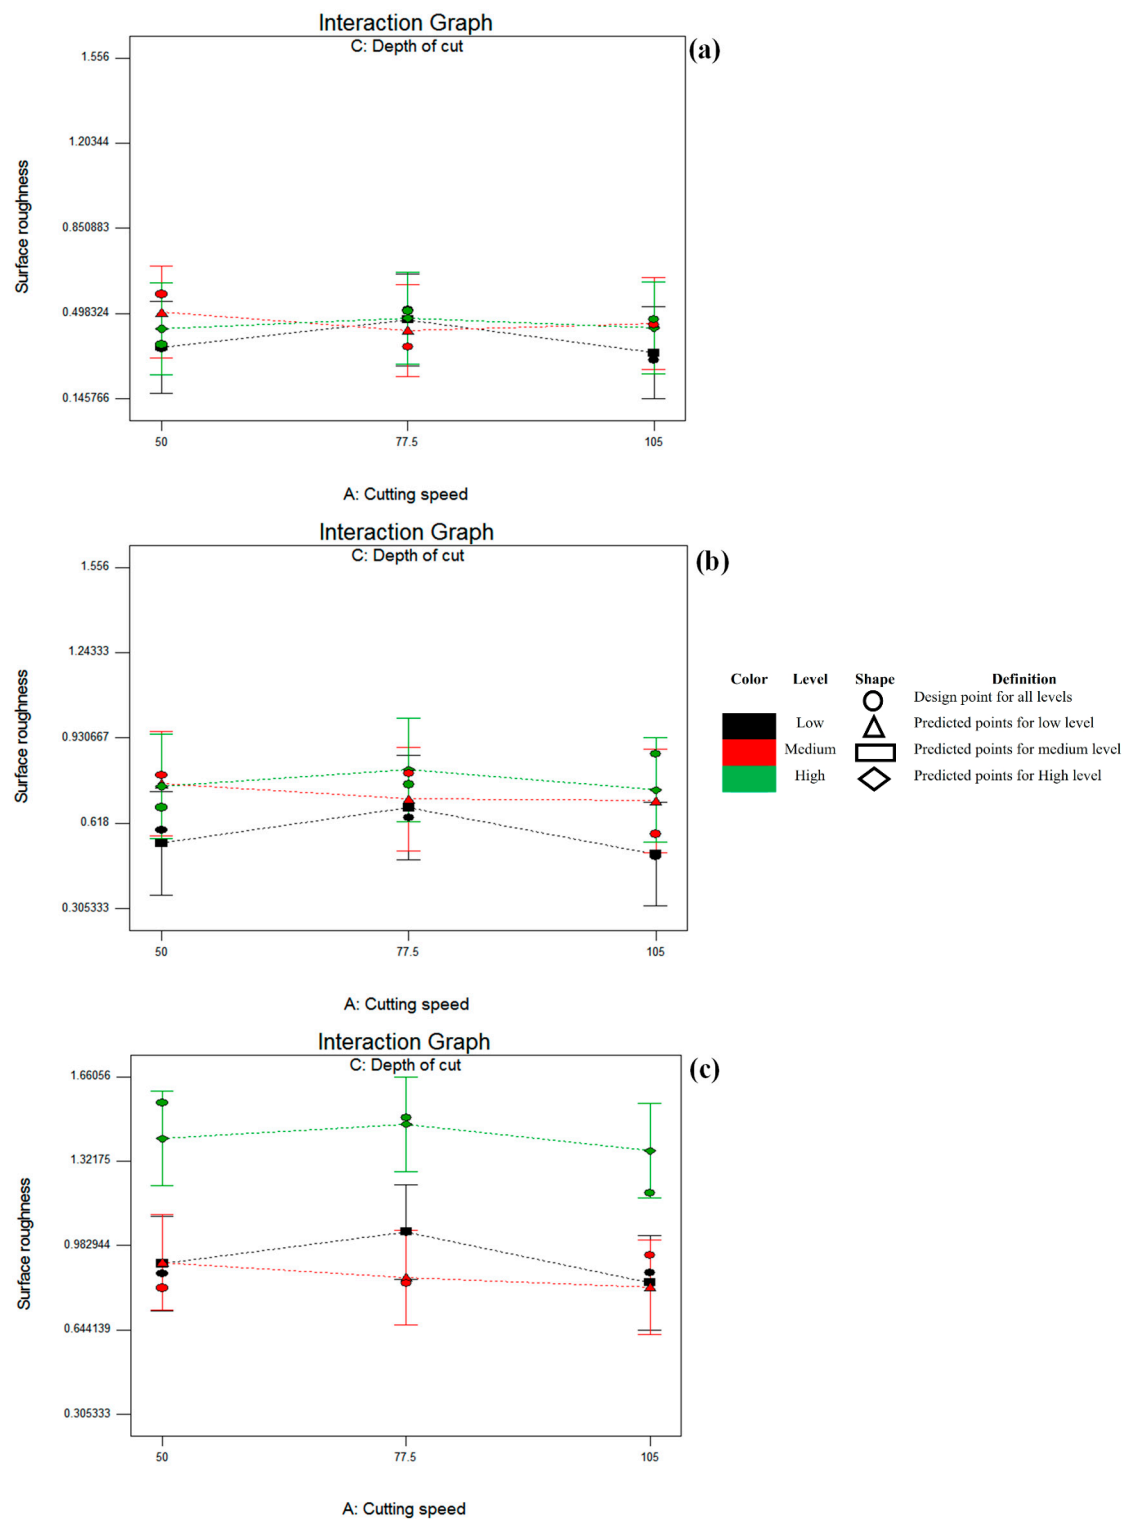 Interaction Graph
C: Depth of cut
(a)
1.556
1.20344
0.850883
0.498324
0.145766
Surface roughness
50 77.5 105
A: Cutting speed
Interaction Graph
C: Depth of cut
(b)
1.556
1.24333
0.930667
0.618
0.305333
Surface roughness
50 77.5 105
A: Cutting speed
Color Level Shape Definition
Design point for all levels
Low Predicted points for low level
Medium Predicted points for medium level
High Predicted points for High level
Interaction Graph
C: Depth of cut
(c)
1.66056
1.32175
0.982944
0.644139
0.305333
Surface roughness
50 77.5 105
A: Cutting speed